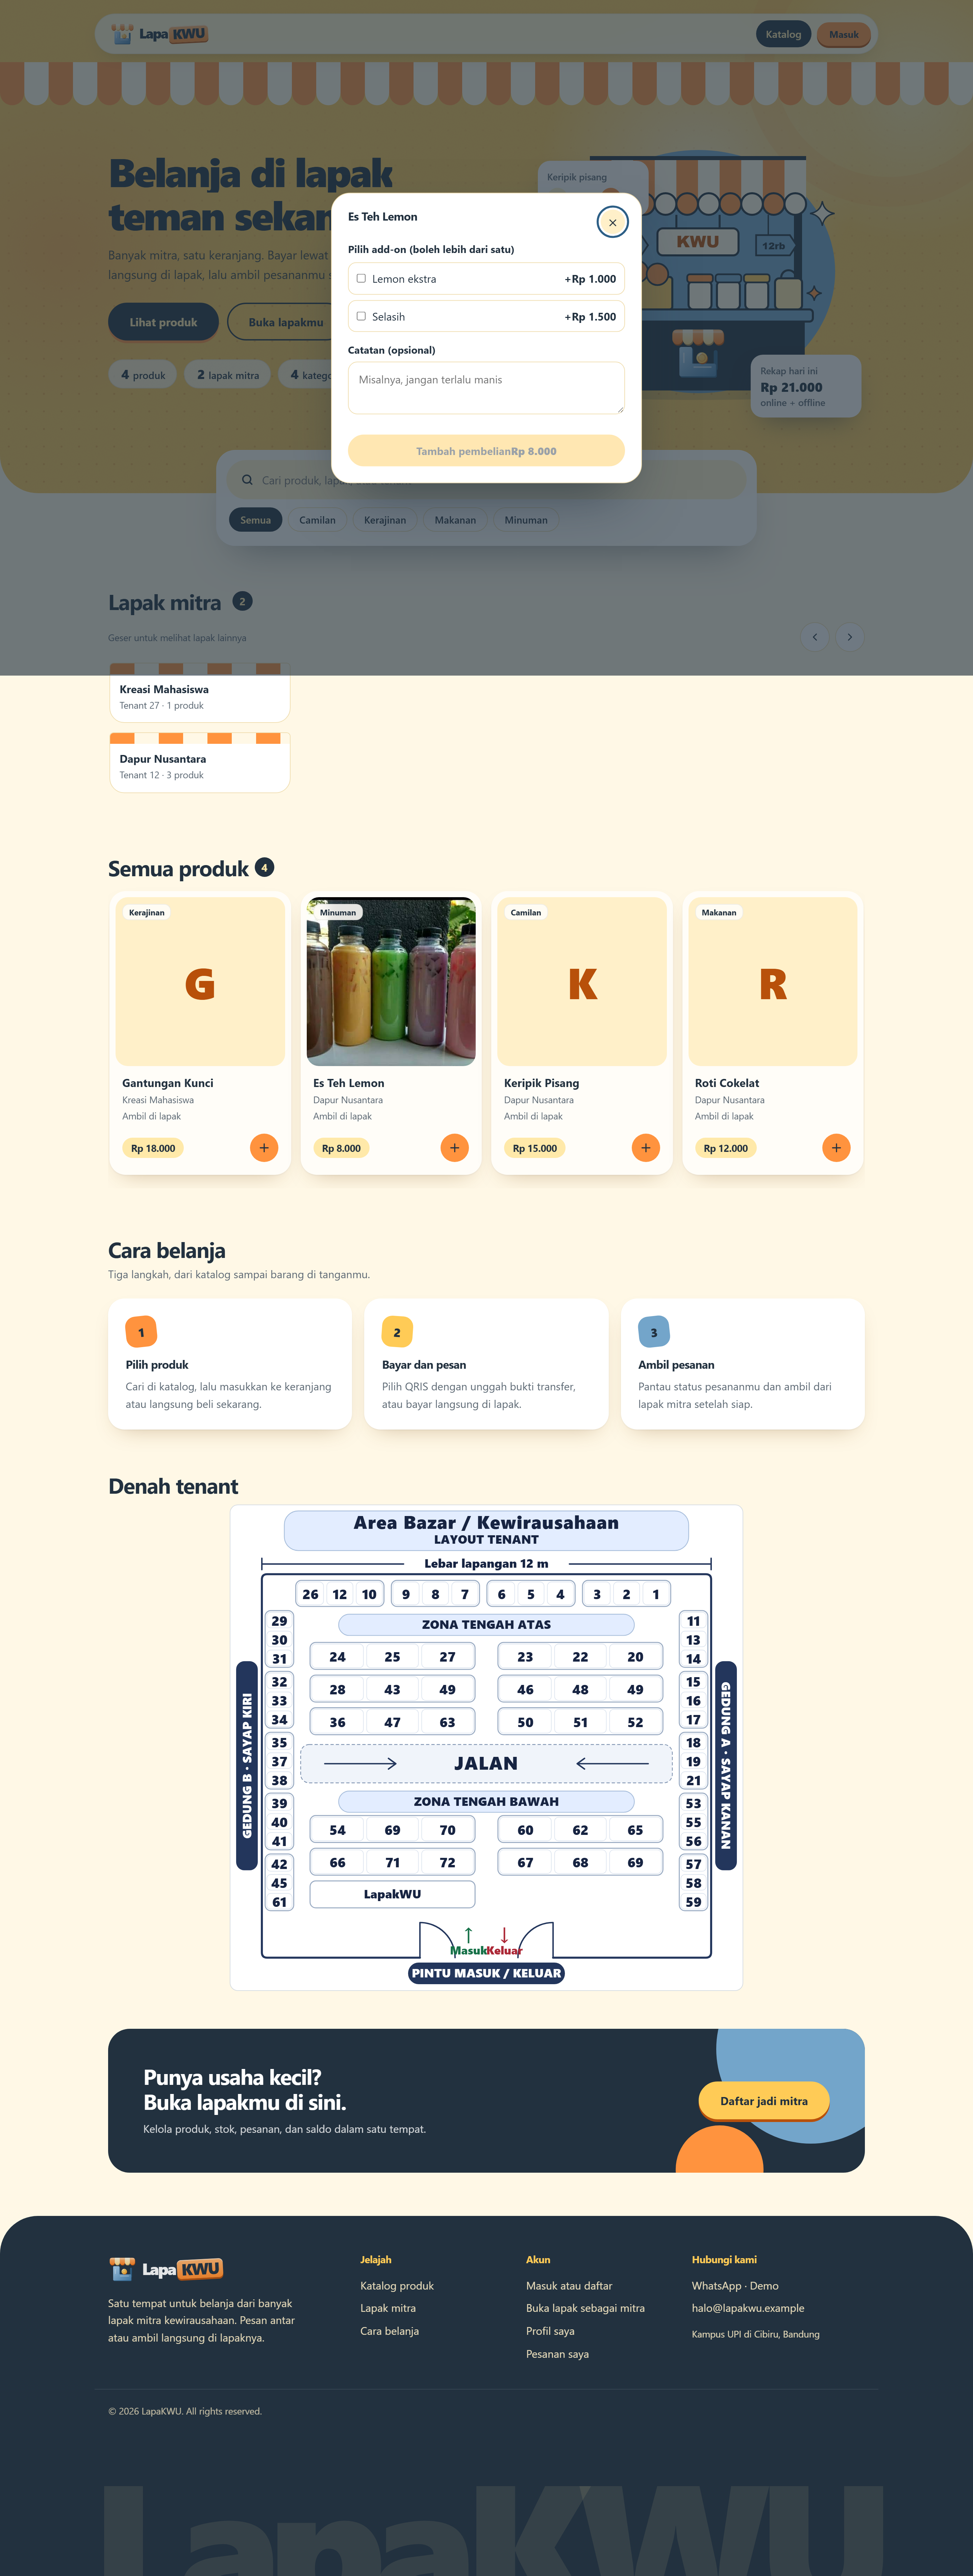 LapaKWU
Katalog
Masuk
Belanja di lapak
teman sekam
Banyak mitra, satu keranjang. Bayar lewat
langsung di lapak, lalu ambil pesananmu s
Lihat produk
Buka lapakmu
4 produk
2 lapak mitra
4 katego
Keripik pisang
KWU
12rb
Rekap hari ini
Rp 21.000
online + offline
Es Teh Lemon
Pilih add-on (boleh lebih dari satu)
Lemon ekstra
+Rp 1.000
Selasih
+Rp 1.500
Catatan (opsional)
Misalnya, jangan terlalu manis
Tambah pembelianRp 8.000
Cari produk,
Semua
Camilan
Kerajinan
Makanan
Minuman
Lapak mitra 2
Geser untuk melihat lapak lainnya
Kreasi Mahasiswa
Tenant 27 · 1 produk
Dapur Nusantara
Tenant 12 · 3 produk
Semua produk 4
Kerajinan
G
Gantungan Kunci
Kreasi Mahasiswa
Ambil di lapak
Rp 18.000
Minuman
Es Teh Lemon
Dapur Nusantara
Ambil di lapak
Rp 8.000
Camilan
K
Keripik Pisang
Dapur Nusantara
Ambil di lapak
Rp 15.000
Makanan
R
Roti Cokelat
Dapur Nusantara
Ambil di lapak
Rp 12.000
Cara belanja
Tiga langkah, dari katalog sampai barang di tanganmu.
1
Pilih produk
Cari di katalog, lalu masukkan ke keranjang
atau langsung beli sekarang.
2
Bayar dan pesan
Pilih QRIS dengan unggah bukti transfer,
atau bayar langsung di lapak.
3
Ambil pesanan
Pantau status pesananmu dan ambil dari
lapak mitra setelah siap.
Denah tenant
Area Bazar / Kewirausahaan
LAYOUT TENANT
Lebar lapangan 12 m
26 12 10 9 8 7 6 5 4 3 2 1
29
30
31
32
33
34
35
37
38
39
40
41
42
45
61
GEDUNG B · SAYAP KIRI
ZONA TENGAH ATAS
24 25 27 23 22 20
28 43 49 46 48 49
36 47 63 50 51 52
JALAN
ZONA TENGAH BAWAH
54 69 70 60 62 65
66 71 72 67 68 69
LapakWU
11
13
14
15
16
17
18
19
21
53
55
56
57
58
59
GEDUNG A · SAYAP KANAN
Masuk
Keluar
PINTU MASUK / KELUAR
Punya usaha kecil?
Buka lapakmu di sini.
Kelola produk, stok, pesanan, dan saldo dalam satu tempat.
Daftar jadi mitra
LapaKWU
Satu tempat untuk belanja dari banyak
lapak mitra kewirausahaan. Pesan antar
atau ambil langsung di lapaknya.
Jelajah
Katalog produk
Lapak mitra
Cara belanja
Akun
Masuk atau daftar
Buka lapak sebagai mitra
Profil saya
Pesanan saya
Hubungi kami
WhatsApp · Demo
halo@lapakwu.example
Kampus UPI di Cibiru, Bandung
© 2026 LapaKWU. All rights reserved.
LapaKWU